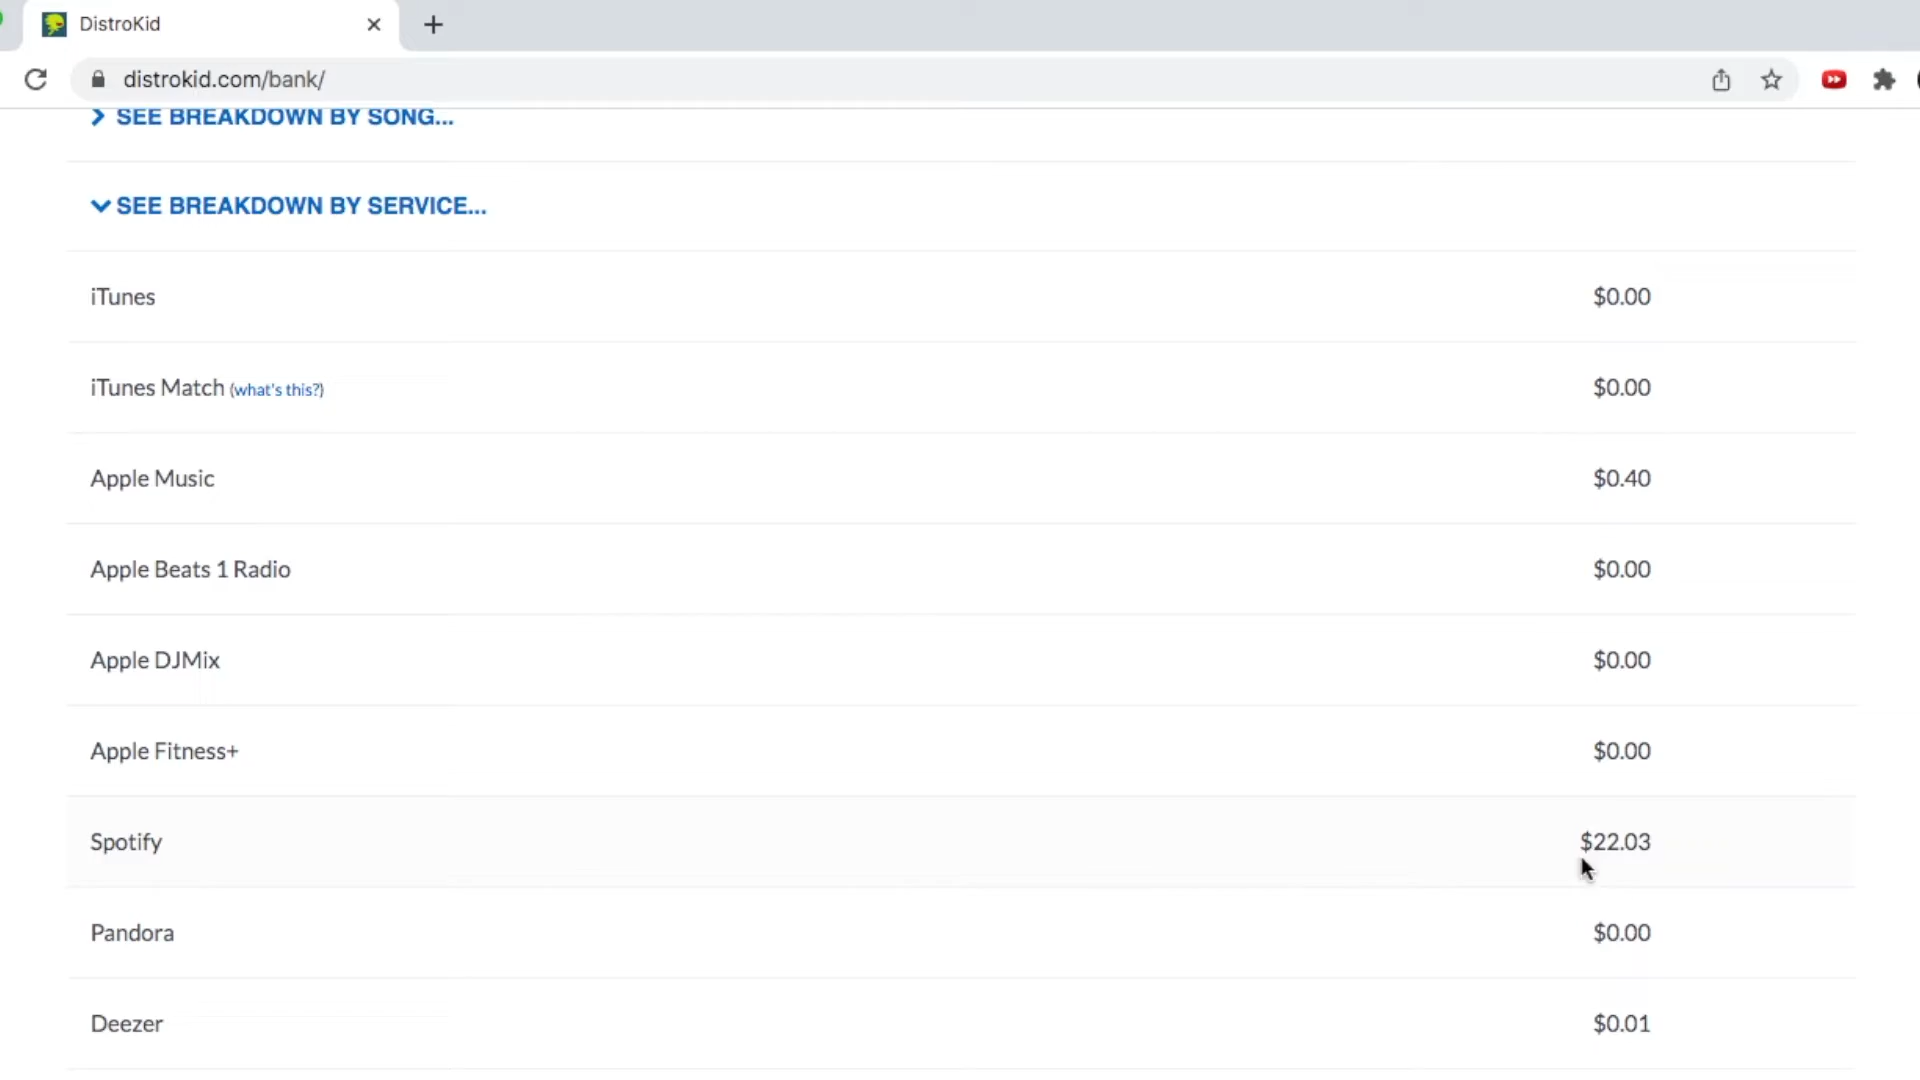 DistroKid
distrokid.com/bank/
SEE BREAKDOWN BY SONG...
SEE BREAKDOWN BY SERVICE...
iTunes $0.00
iTunes Match (what's this?) $0.00
Apple Music $0.40
Apple Beats 1 Radio $0.00
Apple DJMix $0.00
Apple Fitness+ $0.00
Spotify $22.03
Pandora $0.00
Deezer $0.01